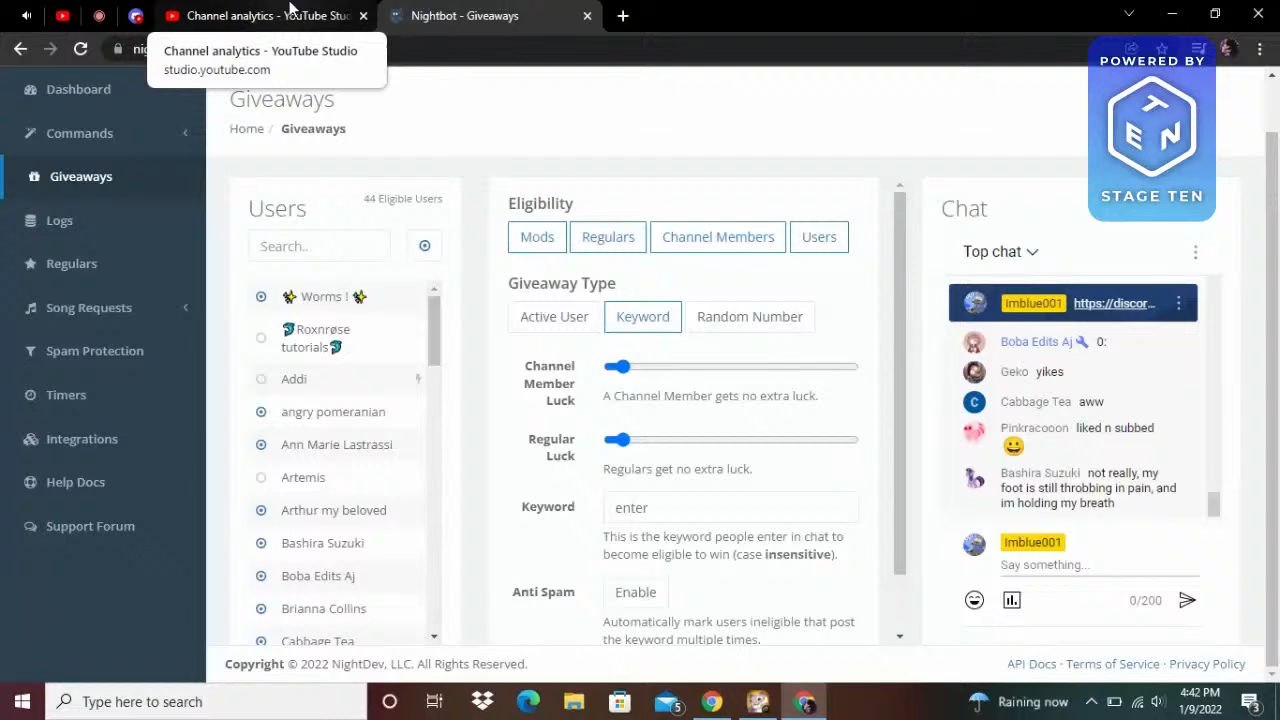 Channel analytics - YouTube Studi
Nightbot - Giveaways
nig
Channel analytics - YouTube Studio
studio.youtube.com
POWERED BY
TEN
STAGE TEN
Dashboard
Commands
Giveaways
Logs
Regulars
Song Requests
Spam Protection
Timers
Integrations
Help Docs
Support Forum
Giveaways
Home / Giveaways
Users
44 Eligible Users
Search..
✨ Worms ! ✨
🐬Roxnrøse
tutorials🐬
Addi
angry pomeranian
Ann Marie Lastrassi
Artemis
Arthur my beloved
Bashira Suzuki
Boba Edits Aj
Brianna Collins
Cabbage Tea
Eligibility
Mods
Regulars
Channel Members
Users
Giveaway Type
Active User
Keyword
Random Number
Channel
Member
Luck
A Channel Member gets no extra luck.
Regular
Luck
Regulars get no extra luck.
Keyword
enter
This is the keyword people enter in chat to
become eligible to win (case insensitive).
Anti Spam
Enable
Automatically mark users ineligible that post
the keyword multiple times.
Chat
Top chat
Imblue001 https://discor...
Boba Edits Aj 0:
Geko yikes
C
Cabbage Tea aww
Pinkracooon liked n subbed
😀
Bashira Suzuki not really, my
foot is still throbbing in pain, and
im holding my breath
Imblue001
Say something...
0/200
Copyright © 2022 NightDev, LLC. All Rights Reserved.
API Docs · Terms of Service · Privacy Policy
Type here to search
5
Raining now
4:42 PM
1/9/2022
3